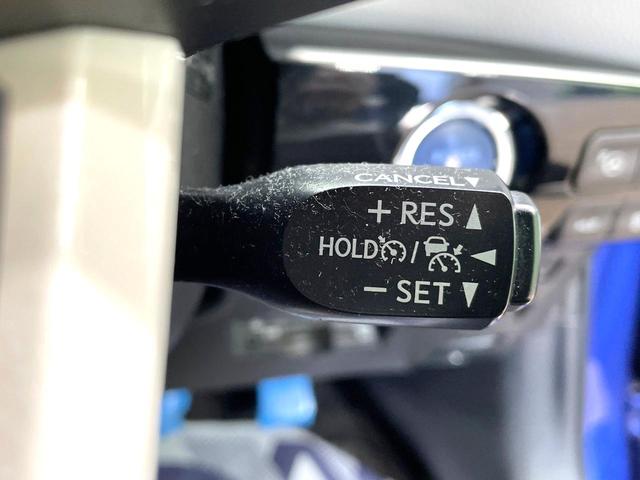 CANCEL▼
+ RES ▲
HOLD / ◀
− SET ▼